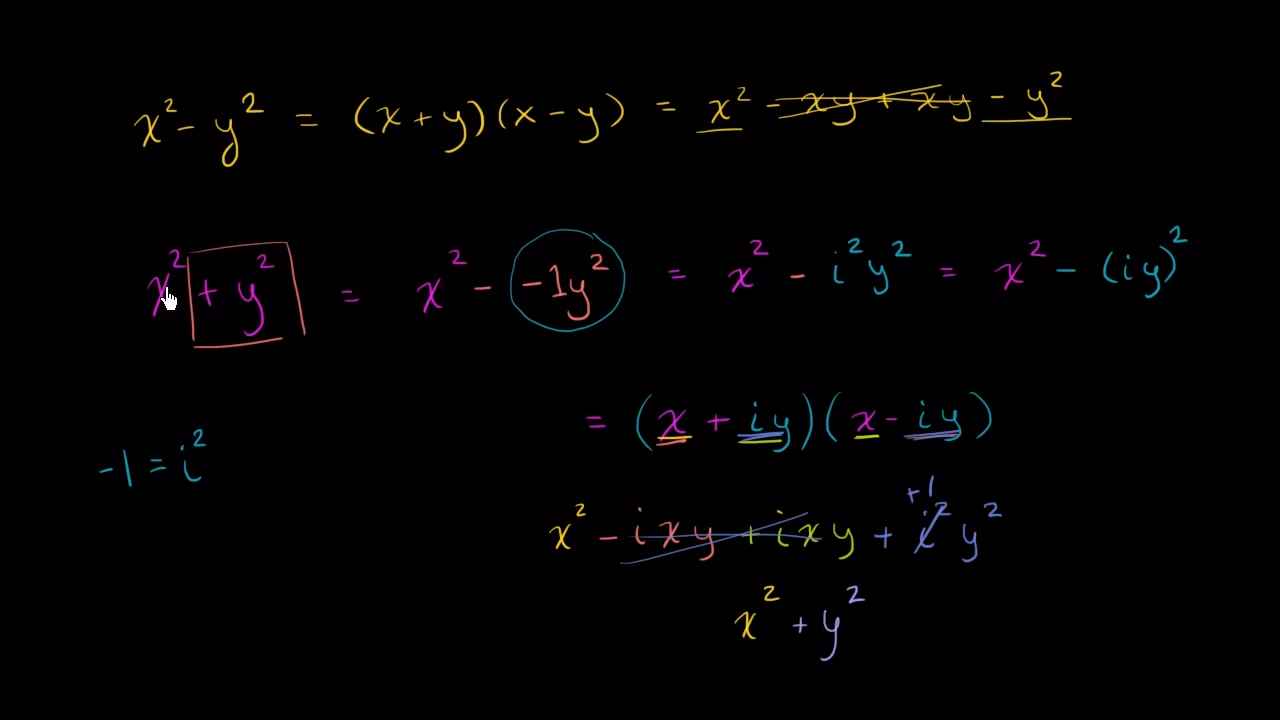 x² - y² = (x + y)(x - y) = x² - xy + xy - y²
x² + y² = x² - -1y² = x² - i²y² = x² - (iy)²
= (x + iy)(x - iy)
-1 = i²
+1
x² - ixy + ixy + i²y²
x² + y²